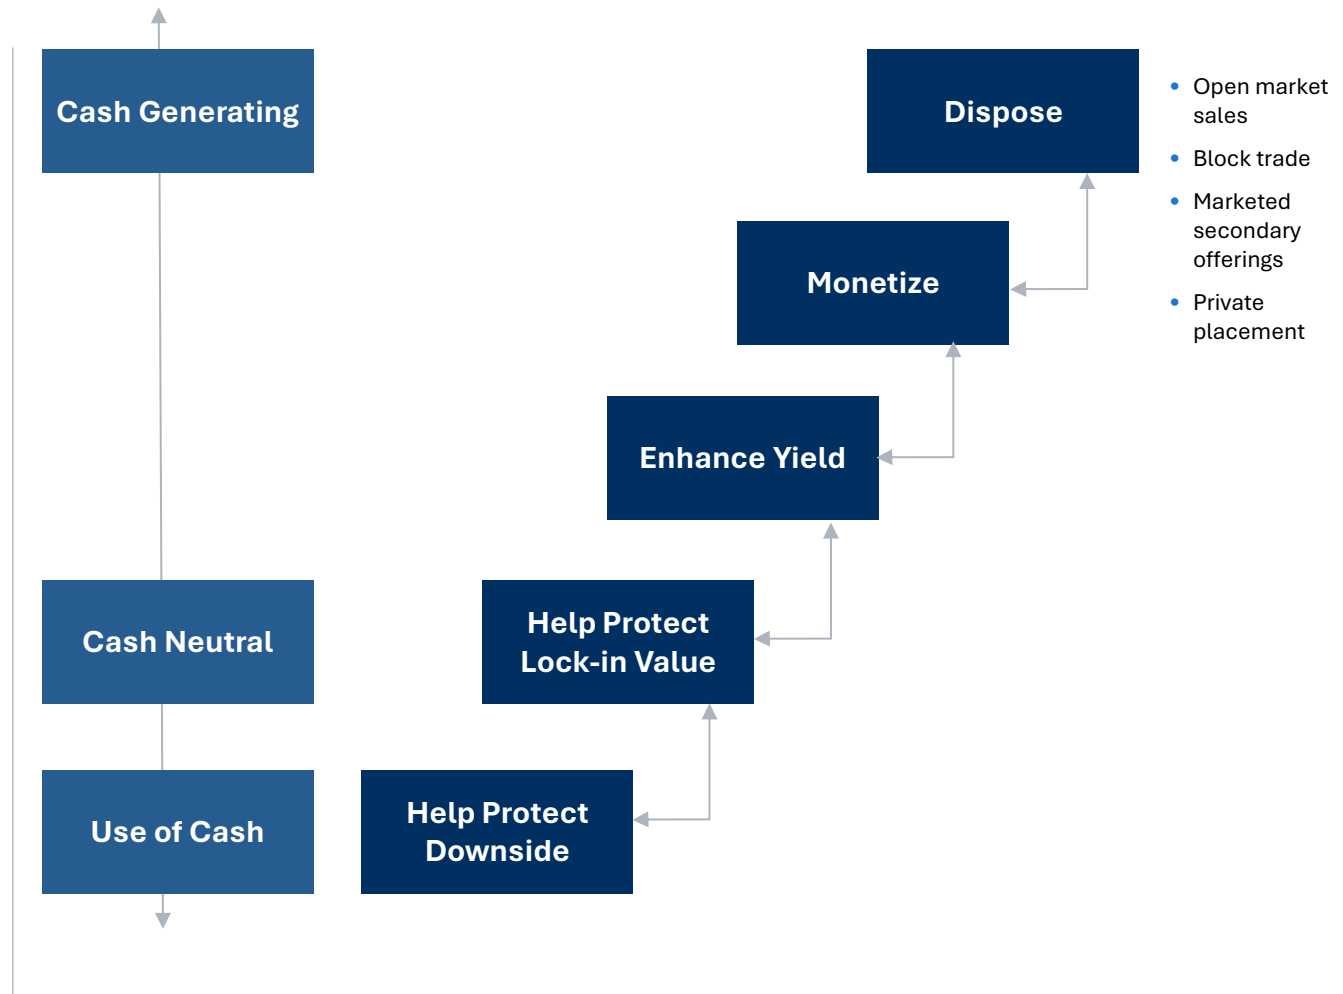 Cash Generating
Dispose
• Open market
sales
• Block trade
• Marketed
secondary
offerings
• Private
placement
Monetize
Enhance Yield
Cash Neutral
Help Protect
Lock-in Value
Use of Cash
Help Protect
Downside